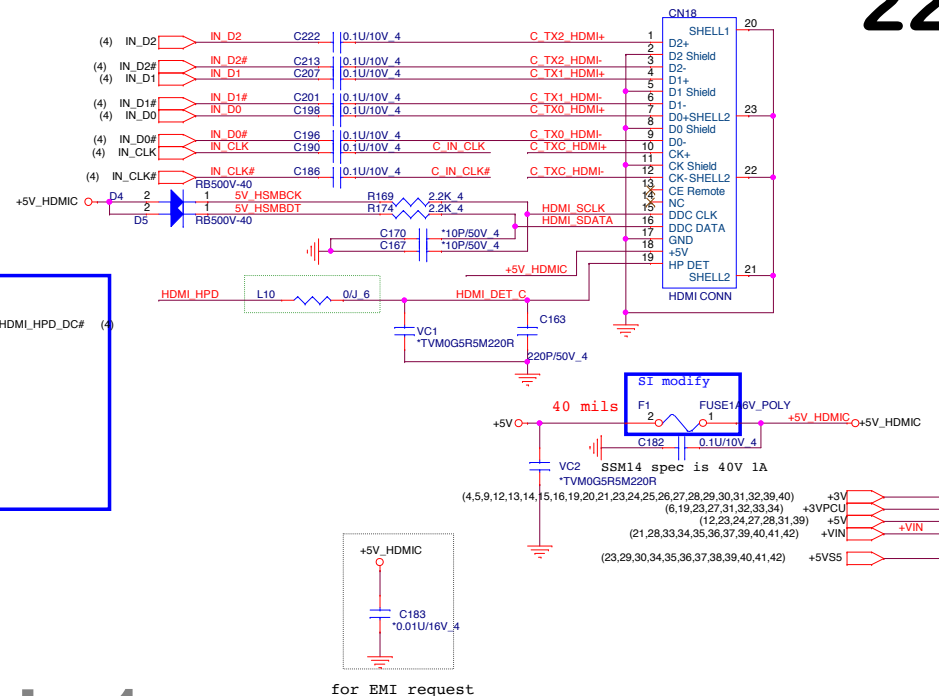 22
CN18
(4) IN_D2 IN_D2 C222 0.1U/10V_4 C_TX2_HDMI+ 1 D2+ SHELL1 20
2 D2 Shield
(4) IN_D2# IN_D2# C213 0.1U/10V_4 C_TX2_HDMI- 3 D2-
(4) IN_D1 IN_D1 C207 0.1U/10V_4 C_TX1_HDMI+ 4 D1+
5 D1 Shield
(4) IN_D1# IN_D1# C201 0.1U/10V_4 C_TX1_HDMI- 6 D1-
(4) IN_D0 IN_D0 C198 0.1U/10V_4 C_TX0_HDMI+ 7 D0+ SHELL2 23
8 D0 Shield
(4) IN_D0# IN_D0# C196 0.1U/10V_4 C_TX0_HDMI- 9 D0-
(4) IN_CLK IN_CLK C190 0.1U/10V_4 C_IN_CLK C_TXC_HDMI+ 10 CK+
11 CK Shield
(4) IN_CLK# IN_CLK# C186 0.1U/10V_4 C_IN_CLK# C_TXC_HDMI- 12 CK- SHELL2 22
RB500V-40 13 CE Remote
+5V_HDMIC D4 2 1 5V_HSMBCK R169 2.2K_4 14 NC
D5 2 1 5V_HSMBDT R174 2.2K_4 HDMI_SCLK 15 DDC CLK
RB500V-40 HDMI_SDATA 16 DDC DATA
C170 *10P/50V_4 17 GND
C167 *10P/50V_4 18 +5V
19 HP DET
+5V_HDMIC SHELL2 21
HDMI CONN
HDMI_HPD L10 0/J_6 HDMI_DET_C
HDMI_HPD_DC# (4)
VC1
*TVM0G5R5M220R
C163
220P/50V_4
SI modify
40 mils F1 FUSE1A6V_POLY
+5V 2 1 +5V_HDMIC +5V_HDMIC
C182 0.1U/10V_4
VC2 SSM14 spec is 40V 1A
*TVM0G5R5M220R
(4,5,9,12,13,14,15,16,19,20,21,23,24,25,26,27,28,29,30,31,32,39,40) +3V
(6,19,23,27,31,32,33,34) +3VPCU
(12,23,24,27,28,31,39) +5V
(21,28,33,34,35,36,37,39,40,41,42) +VIN +VIN
(23,29,30,34,35,36,37,38,39,40,41,42) +5VS5
+5V_HDMIC
C183
*0.01U/16V_4
for EMI request